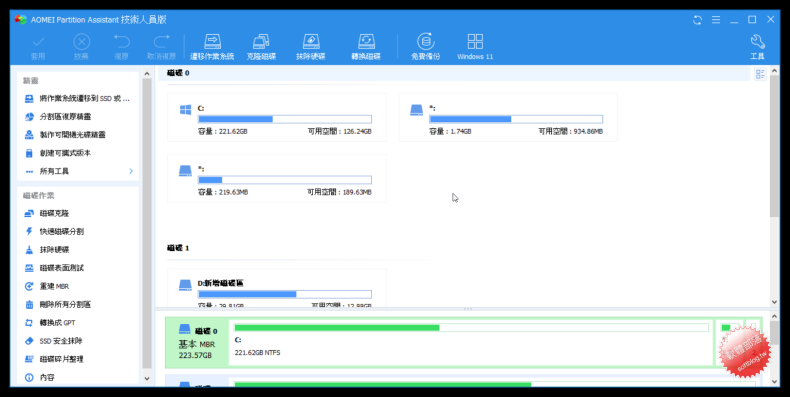 AOMEI Partition Assistant 技術人員版
套用 放棄 復原 取消復原 遷移作業系統 克隆磁碟 抹除硬碟 轉換磁碟 免費備份 Windows 11 工具
精靈
將作業系統遷移到 SSD 或 ...
分割區復原精靈
製作可開機光碟精靈
創建可攜式版本
所有工具
磁碟作業
磁碟克隆
快速磁碟分割
抹除硬碟
磁碟表面測試
重建 MBR
刪除所有分割區
轉換成 GPT
SSD 安全抹除
磁碟碎片整理
內容
磁碟 0
C:
容量：221.62GB 可用空間：126.24GB
*:
容量：1.74GB 可用空間：934.86MB
*:
容量：219.63MB 可用空間：189.63MB
磁碟 1
D:新增磁碟區
容量：29.81GB 可用空間：12.89GB
磁碟 0
基本 MBR
223.57GB
C:
221.62GB NTFS
softblog.tw